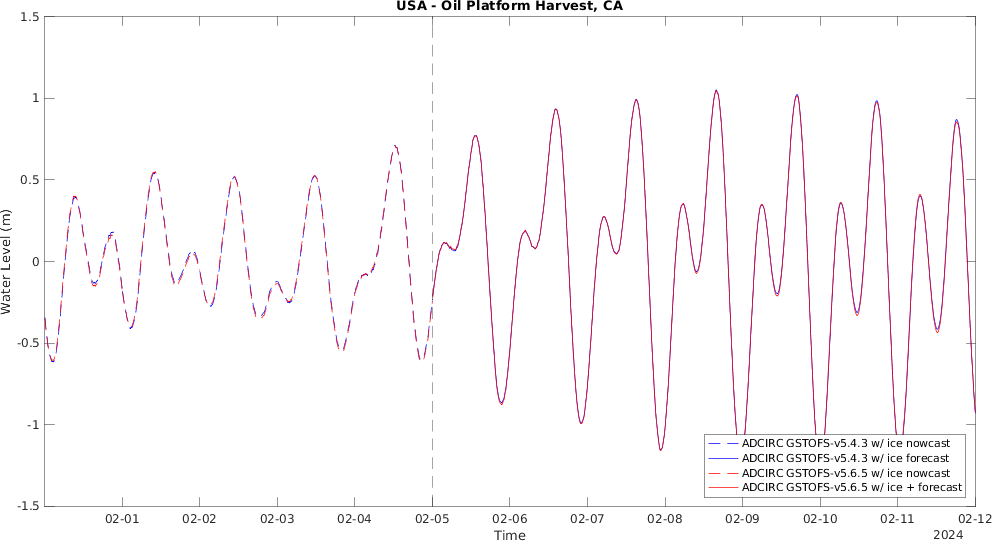 USA - Oil Platform Harvest, CA
1.5
1
0.5
0
-0.5
-1
-1.5
Water Level (m)
ADCIRC GSTOFS-v5.4.3 w/ ice nowcast
ADCIRC GSTOFS-v5.4.3 w/ ice forecast
ADCIRC GSTOFS-v5.6.5 w/ ice nowcast
ADCIRC GSTOFS-v5.6.5 w/ ice + forecast
02-01 02-02 02-03 02-04 02-05 02-06 02-07 02-08 02-09 02-10 02-11 02-12
Time
2024